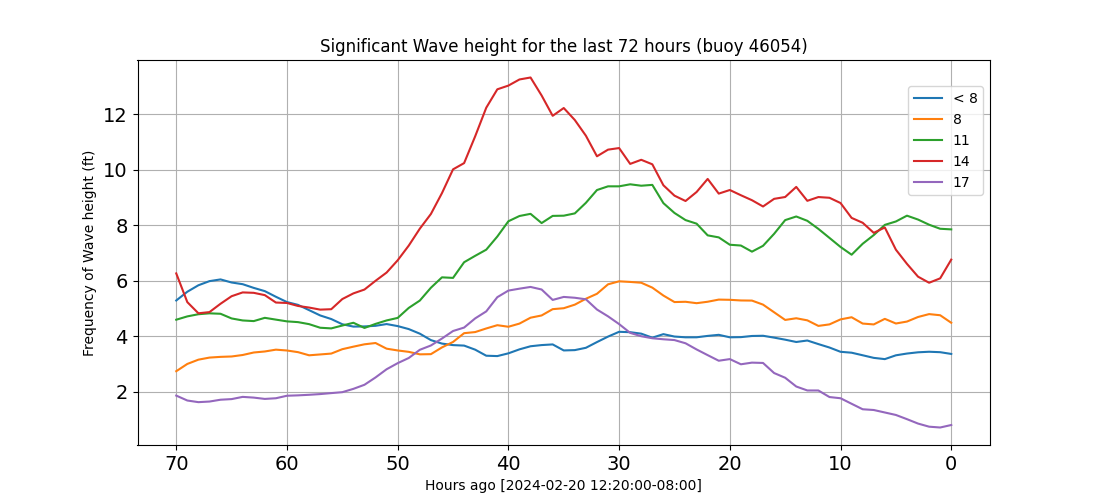 Significant Wave height for the last 72 hours (buoy 46054)
Frequency of Wave height (ft)
12
10
8
6
4
2
< 8
8
11
14
17
70 60 50 40 30 20 10 0
Hours ago [2024-02-20 12:20:00-08:00]